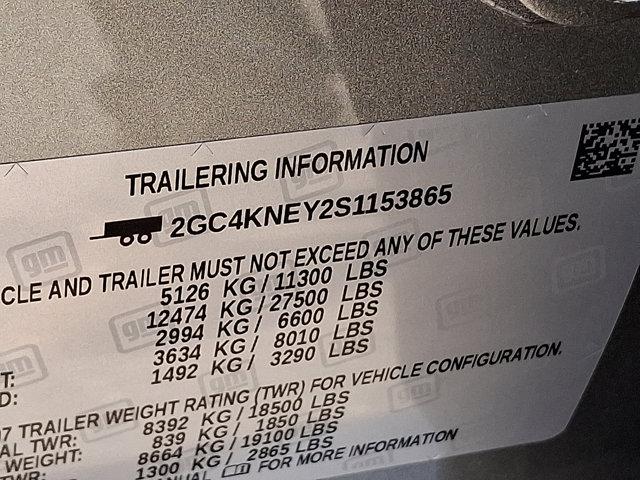 TRAILERING INFORMATION
2GC4KNEY2S1153865
CLE AND TRAILER MUST NOT EXCEED ANY OF THESE VALUES.
5126 KG/11300 LBS
12474 KG/27500 LBS
2994 KG/ 6600 LBS
T: 3634 KG/ 8010 LBS
D: 1492 KG/ 3290 LBS
07 TRAILER WEIGHT RATING (TWR) FOR VEHICLE CONFIGURATION.
AL TWR: 8392 KG/18500 LBS
839 KG/ 1850 LBS
WEIGHT: 8664 KG/19100 LBS
TWR: 1300 KG/ 2865 LBS
FOR MORE INFORMATION
gm